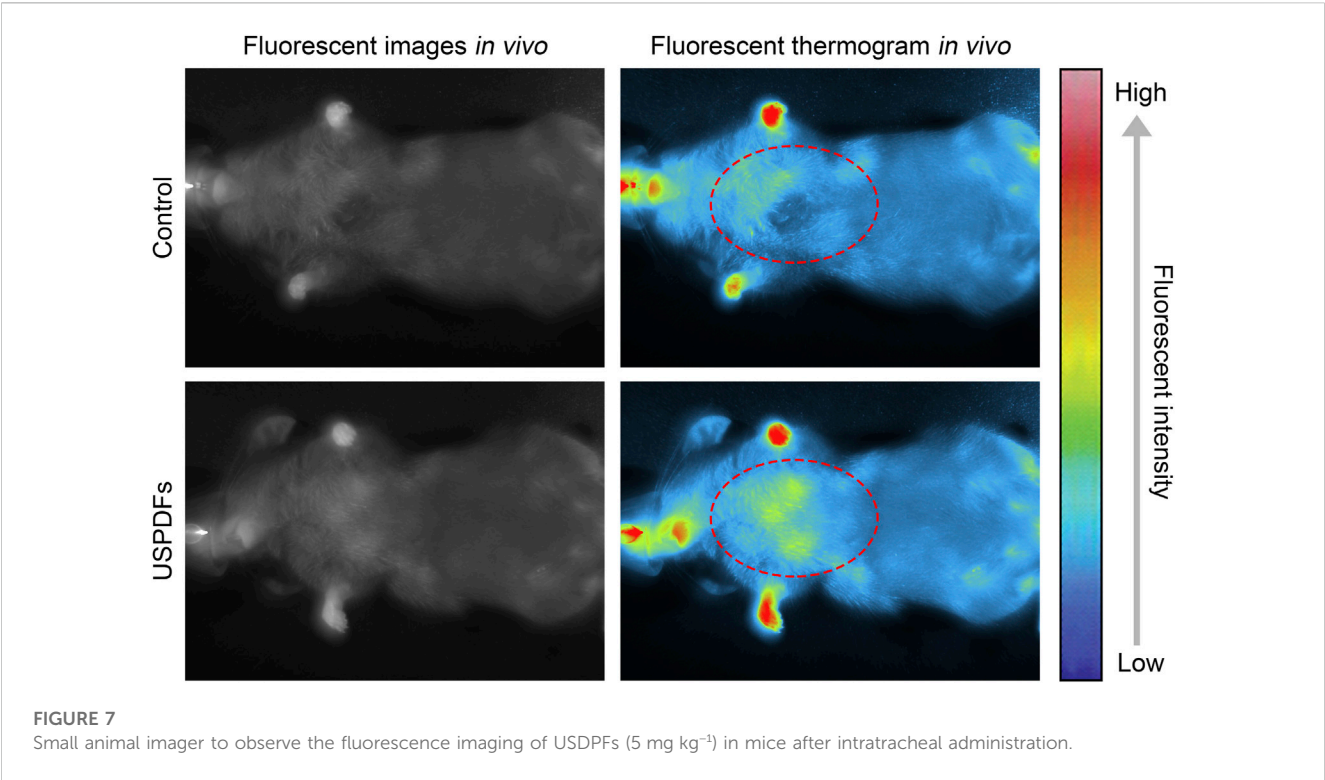 Fluorescent images in vivo
Fluorescent thermogram in vivo
Control
USPDFs
High
Fluorescent intensity
Low
FIGURE 7
Small animal imager to observe the fluorescence imaging of USDPFs (5 mg kg⁻¹) in mice after intratracheal administration.